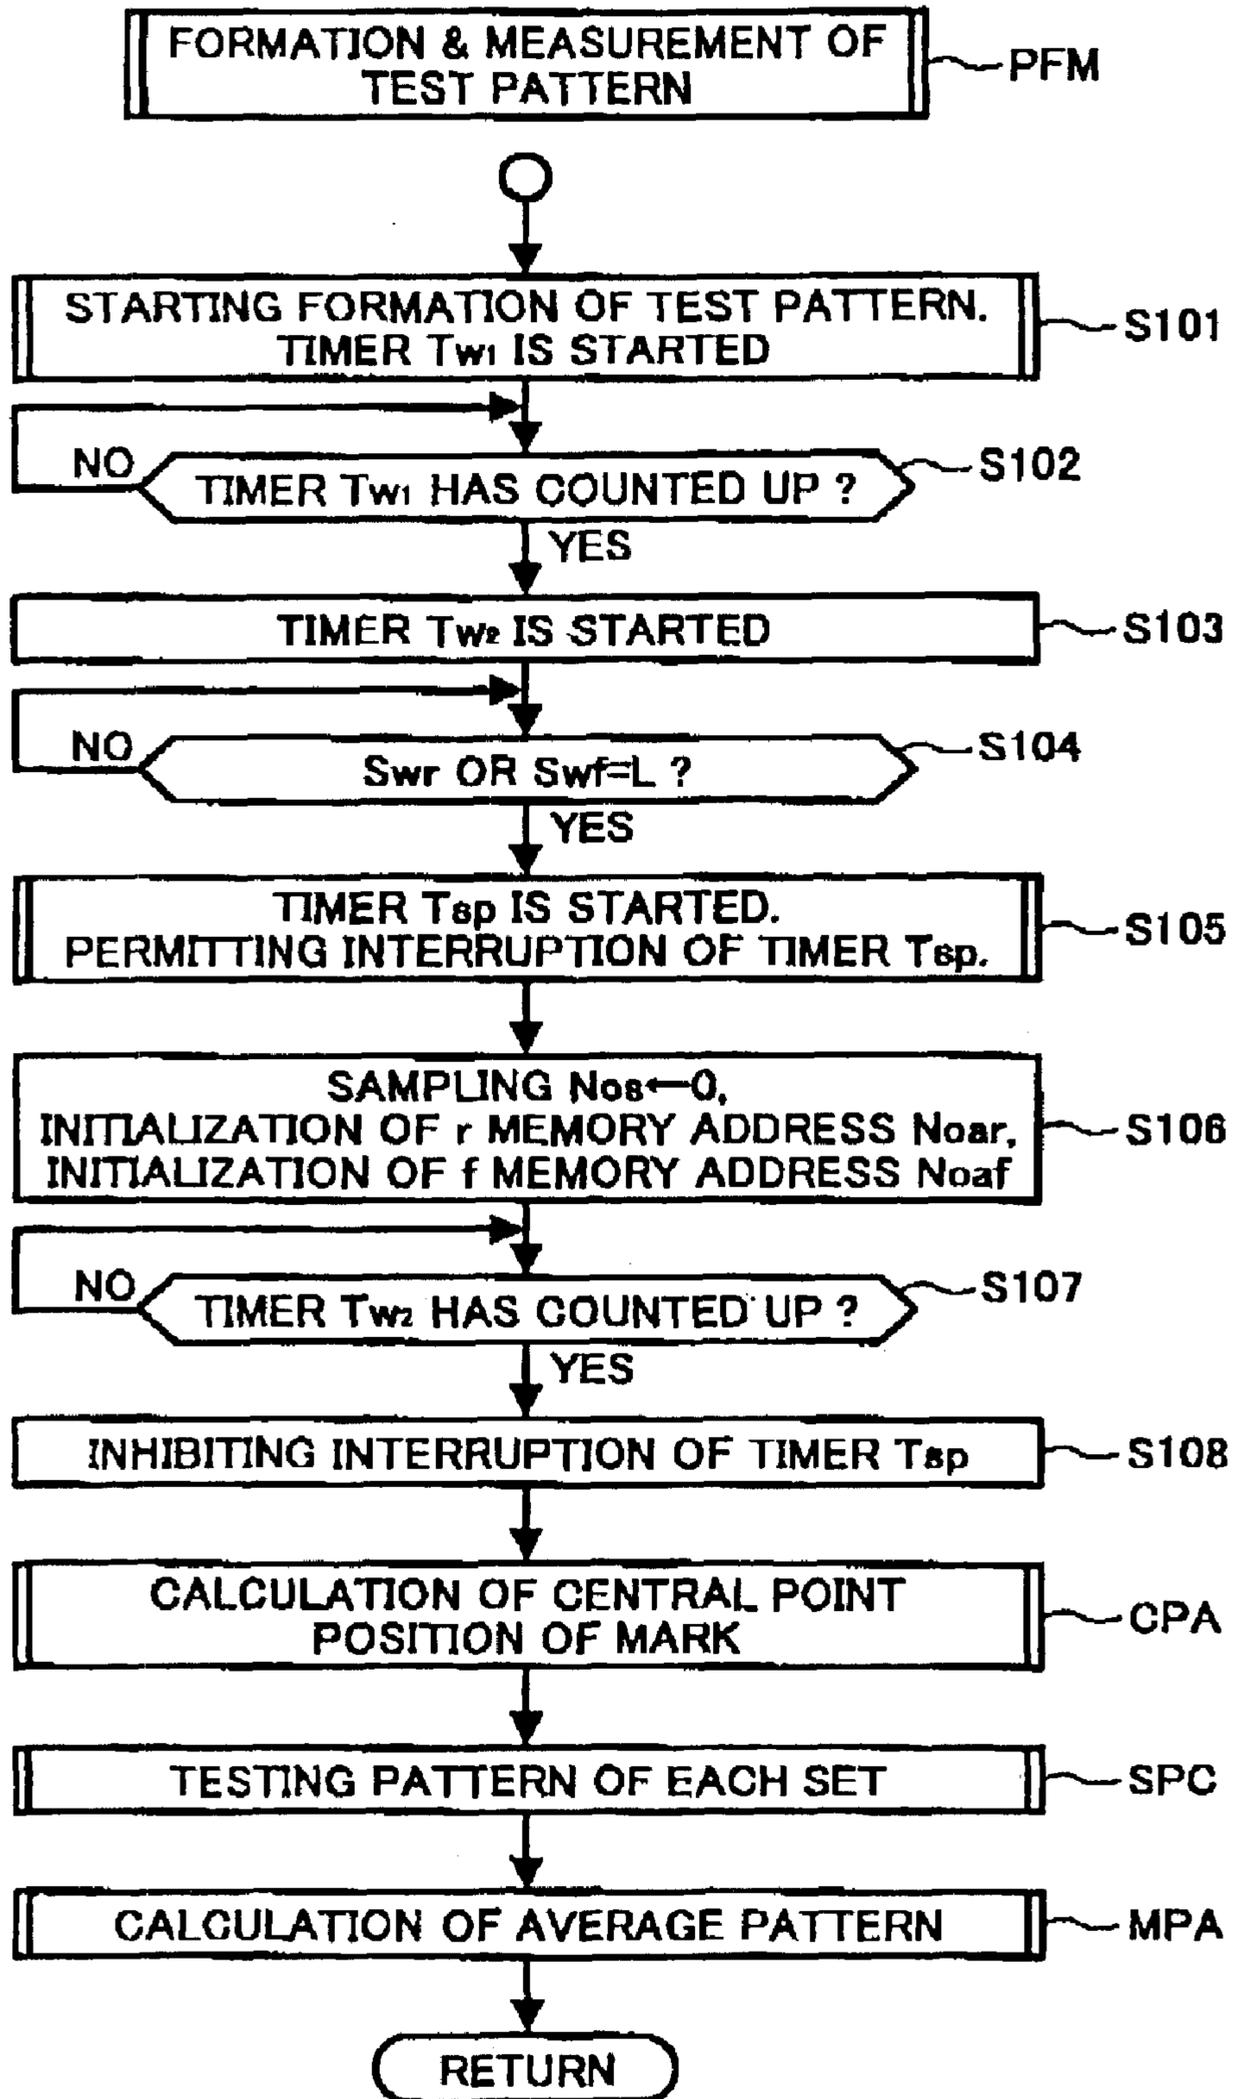 FORMATION & MEASUREMENT OF
TEST PATTERN
PFM
STARTING FORMATION OF TEST PATTERN.
TIMER Tw1 IS STARTED
S101
NO
TIMER Tw1 HAS COUNTED UP ?
S102
YES
TIMER Tw2 IS STARTED
S103
NO
Swr OR Swf=L ?
S104
YES
TIMER Tsp IS STARTED.
PERMITTING INTERRUPTION OF TIMER Tsp.
S105
SAMPLING Nos←0,
INITIALIZATION OF r MEMORY ADDRESS Noar,
INITIALIZATION OF f MEMORY ADDRESS Noaf
S106
NO
TIMER Tw2 HAS COUNTED UP ?
S107
YES
INHIBITING INTERRUPTION OF TIMER Tsp
S108
CALCULATION OF CENTRAL POINT
POSITION OF MARK
CPA
TESTING PATTERN OF EACH SET
SPC
CALCULATION OF AVERAGE PATTERN
MPA
RETURN